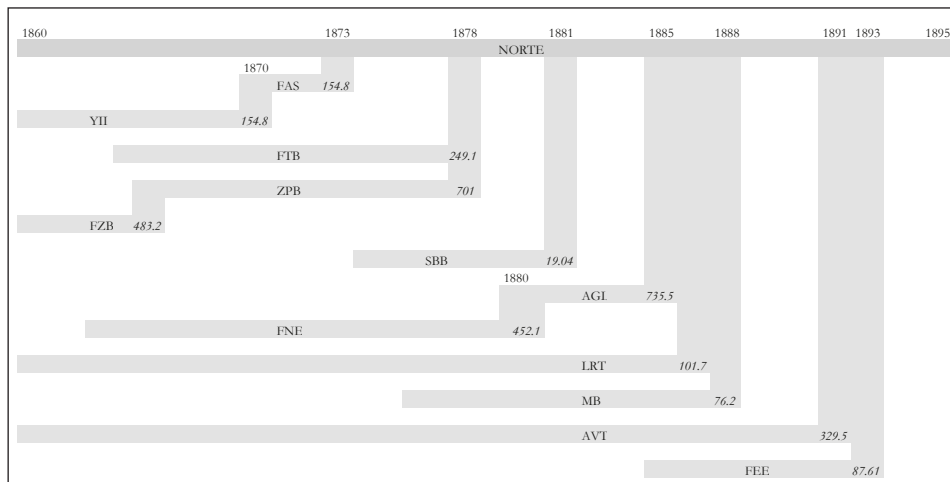 1860 1873 1878 1881 1885 1888 1891 1893 1895
NORTE
1870
FAS 154.8
YII 154.8
FTB 249.1
ZPB 701
FZB 483.2
SBB 19.04
1880
AGL 735.5
FNE 452.1
LRT 101.7
MB 76.2
AVT 329.5
FEE 87.61